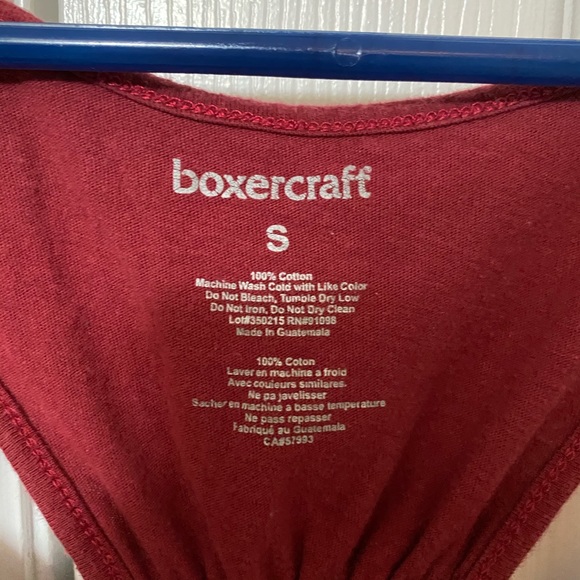 boxercraft
S
100% Cotton
Machine Wash Cold with Like Color
Do Not Bleach, Tumble Dry Low
Do Not Iron, Do Not Dry Clean
Lot#350215 RN#91098
Made In Guatemala
100% Coton
Laver en machine a froid
Avec couleurs similares.
Ne pa javelisser
Sacher en machine a basse temperature
Ne pass repasser
Fabriqué au Guatemala
CA#57993